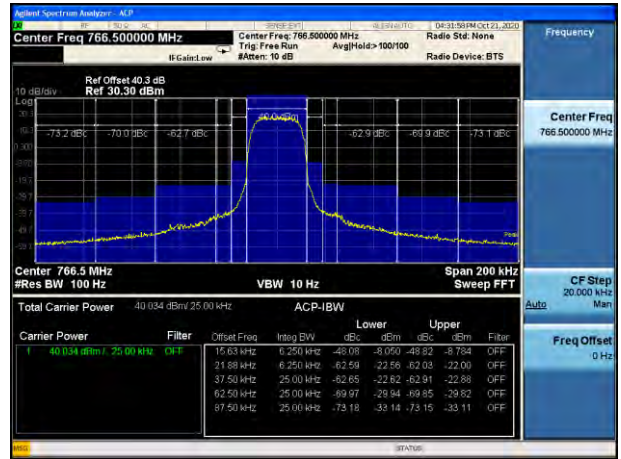 Agilent Spectrum Analyzer - ACP
RF 50 Ω AC SENSE:EXT ALIGNAUTO 04:31:58 PM Oct 21, 2020
Center Freq 766.500000 MHz
Center Freq: 766.500000 MHz
Radio Std: None
Trig: Free Run Avg|Hold:> 100/100
IFGain:Low #Atten: 10 dB Radio Device: BTS
Ref Offset 40.3 dB
10 dB/div Ref 30.30 dBm
Log
-73.2 dBc -70.0 dBc -62.7 dBc -62.9 dBc -69.9 dBc -73.1 dBc
Center 766.5 MHz Span 200 kHz
#Res BW 100 Hz VBW 10 Hz Sweep FFT
Total Carrier Power 40.034 dBm/ 25.00 kHz ACP-IBW
Lower Upper
Carrier Power Filter Offset Freq Integ BW dBc dBm dBc dBm Filter
1 40.034 dBm / 25.00 kHz OFF
15.63 kHz 6.250 kHz -48.08 -8.050 -48.82 -8.784 OFF
21.88 kHz 6.250 kHz -62.59 -22.56 -62.03 -22.00 OFF
37.50 kHz 25.00 kHz -62.65 -22.62 -62.91 -22.88 OFF
62.50 kHz 25.00 kHz -69.97 -29.94 -69.85 -29.82 OFF
87.50 kHz 25.00 kHz -73.18 -33.14 -73.15 -33.11 OFF
MSG STATUS
Frequency
Center Freq
766.500000 MHz
CF Step
20.000 kHz
Auto Man
Freq Offset
0 Hz